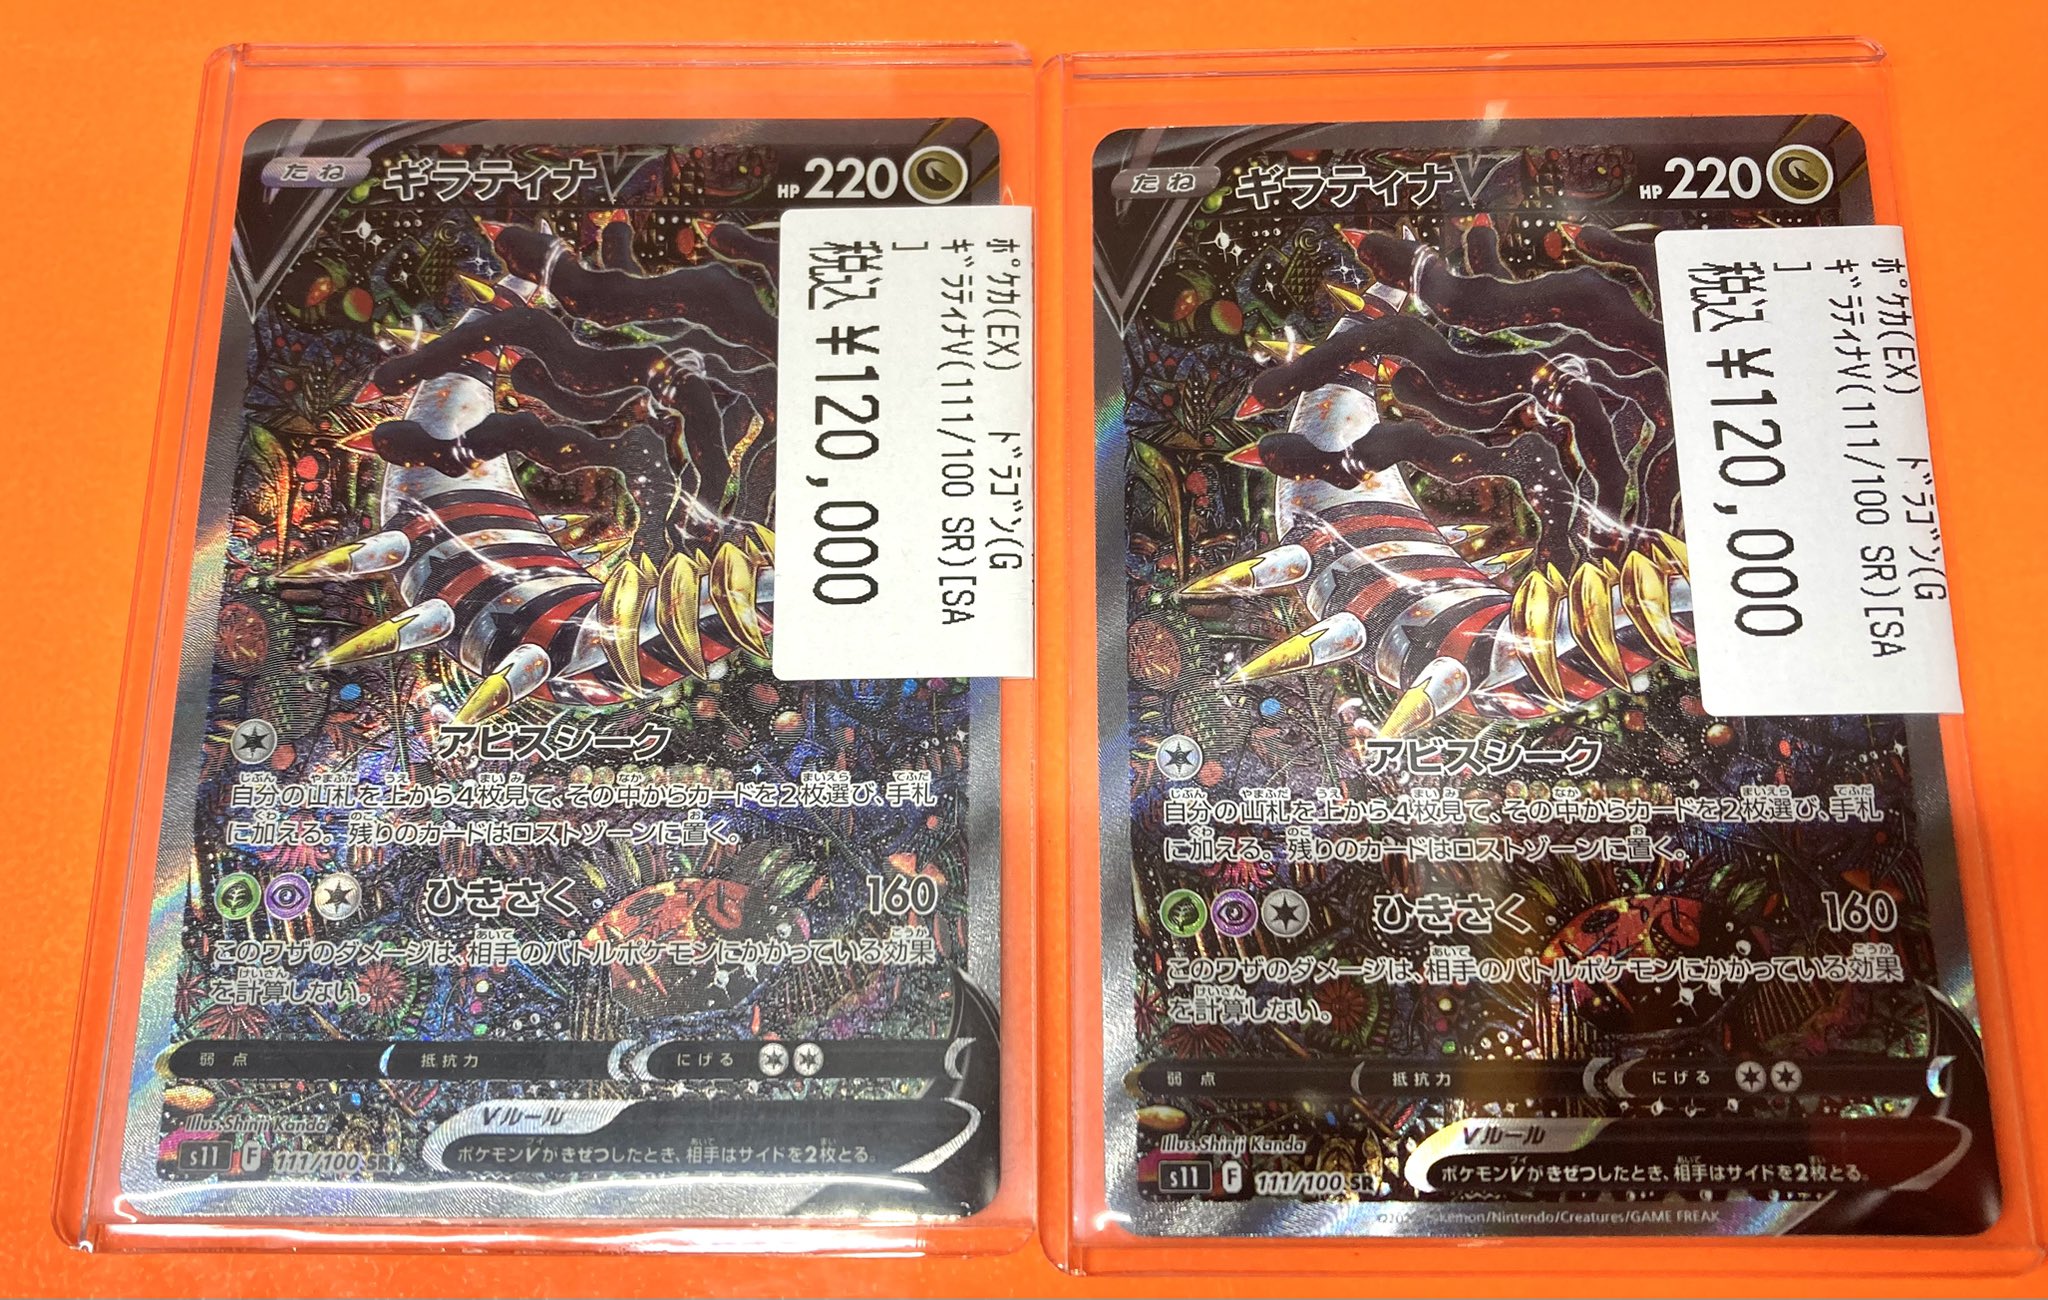 たね ギラティナV HP220
ﾎﾟｹｶ(EX) ﾄﾞﾗｺﾞﾝ(G
ｷﾞﾗﾃｨﾅV(111/100 SR)[SA
]
税込 ¥120,000
アビスシーク
自分の山札を上から4枚見て、その中からカードを2枚選び、手札
に加える。残りのカードはロストゾーンに置く。
ひきさく 160
このワザのダメージは、相手のバトルポケモンにかかっている効果
を計算しない。
弱点 抵抗力 にげる
Vルール
ポケモンVがきぜつしたとき、相手はサイドを2枚とる。
Illus.Shinji Kanda
s11 F 111/100 SR
たね ギラティナV HP220
ﾎﾟｹｶ(EX) ﾄﾞﾗｺﾞﾝ(G
ｷﾞﾗﾃｨﾅV(111/100 SR)[SA
]
税込 ¥120,000
アビスシーク
自分の山札を上から4枚見て、その中からカードを2枚選び、手札
に加える。残りのカードはロストゾーンに置く。
ひきさく 160
このワザのダメージは、相手のバトルポケモンにかかっている効果
を計算しない。
弱点 抵抗力 にげる
Vルール
ポケモンVがきぜつしたとき、相手はサイドを2枚とる。
Illus.Shinji Kanda
s11 F 111/100 SR
/Nintendo/Creatures/GAME FREAK